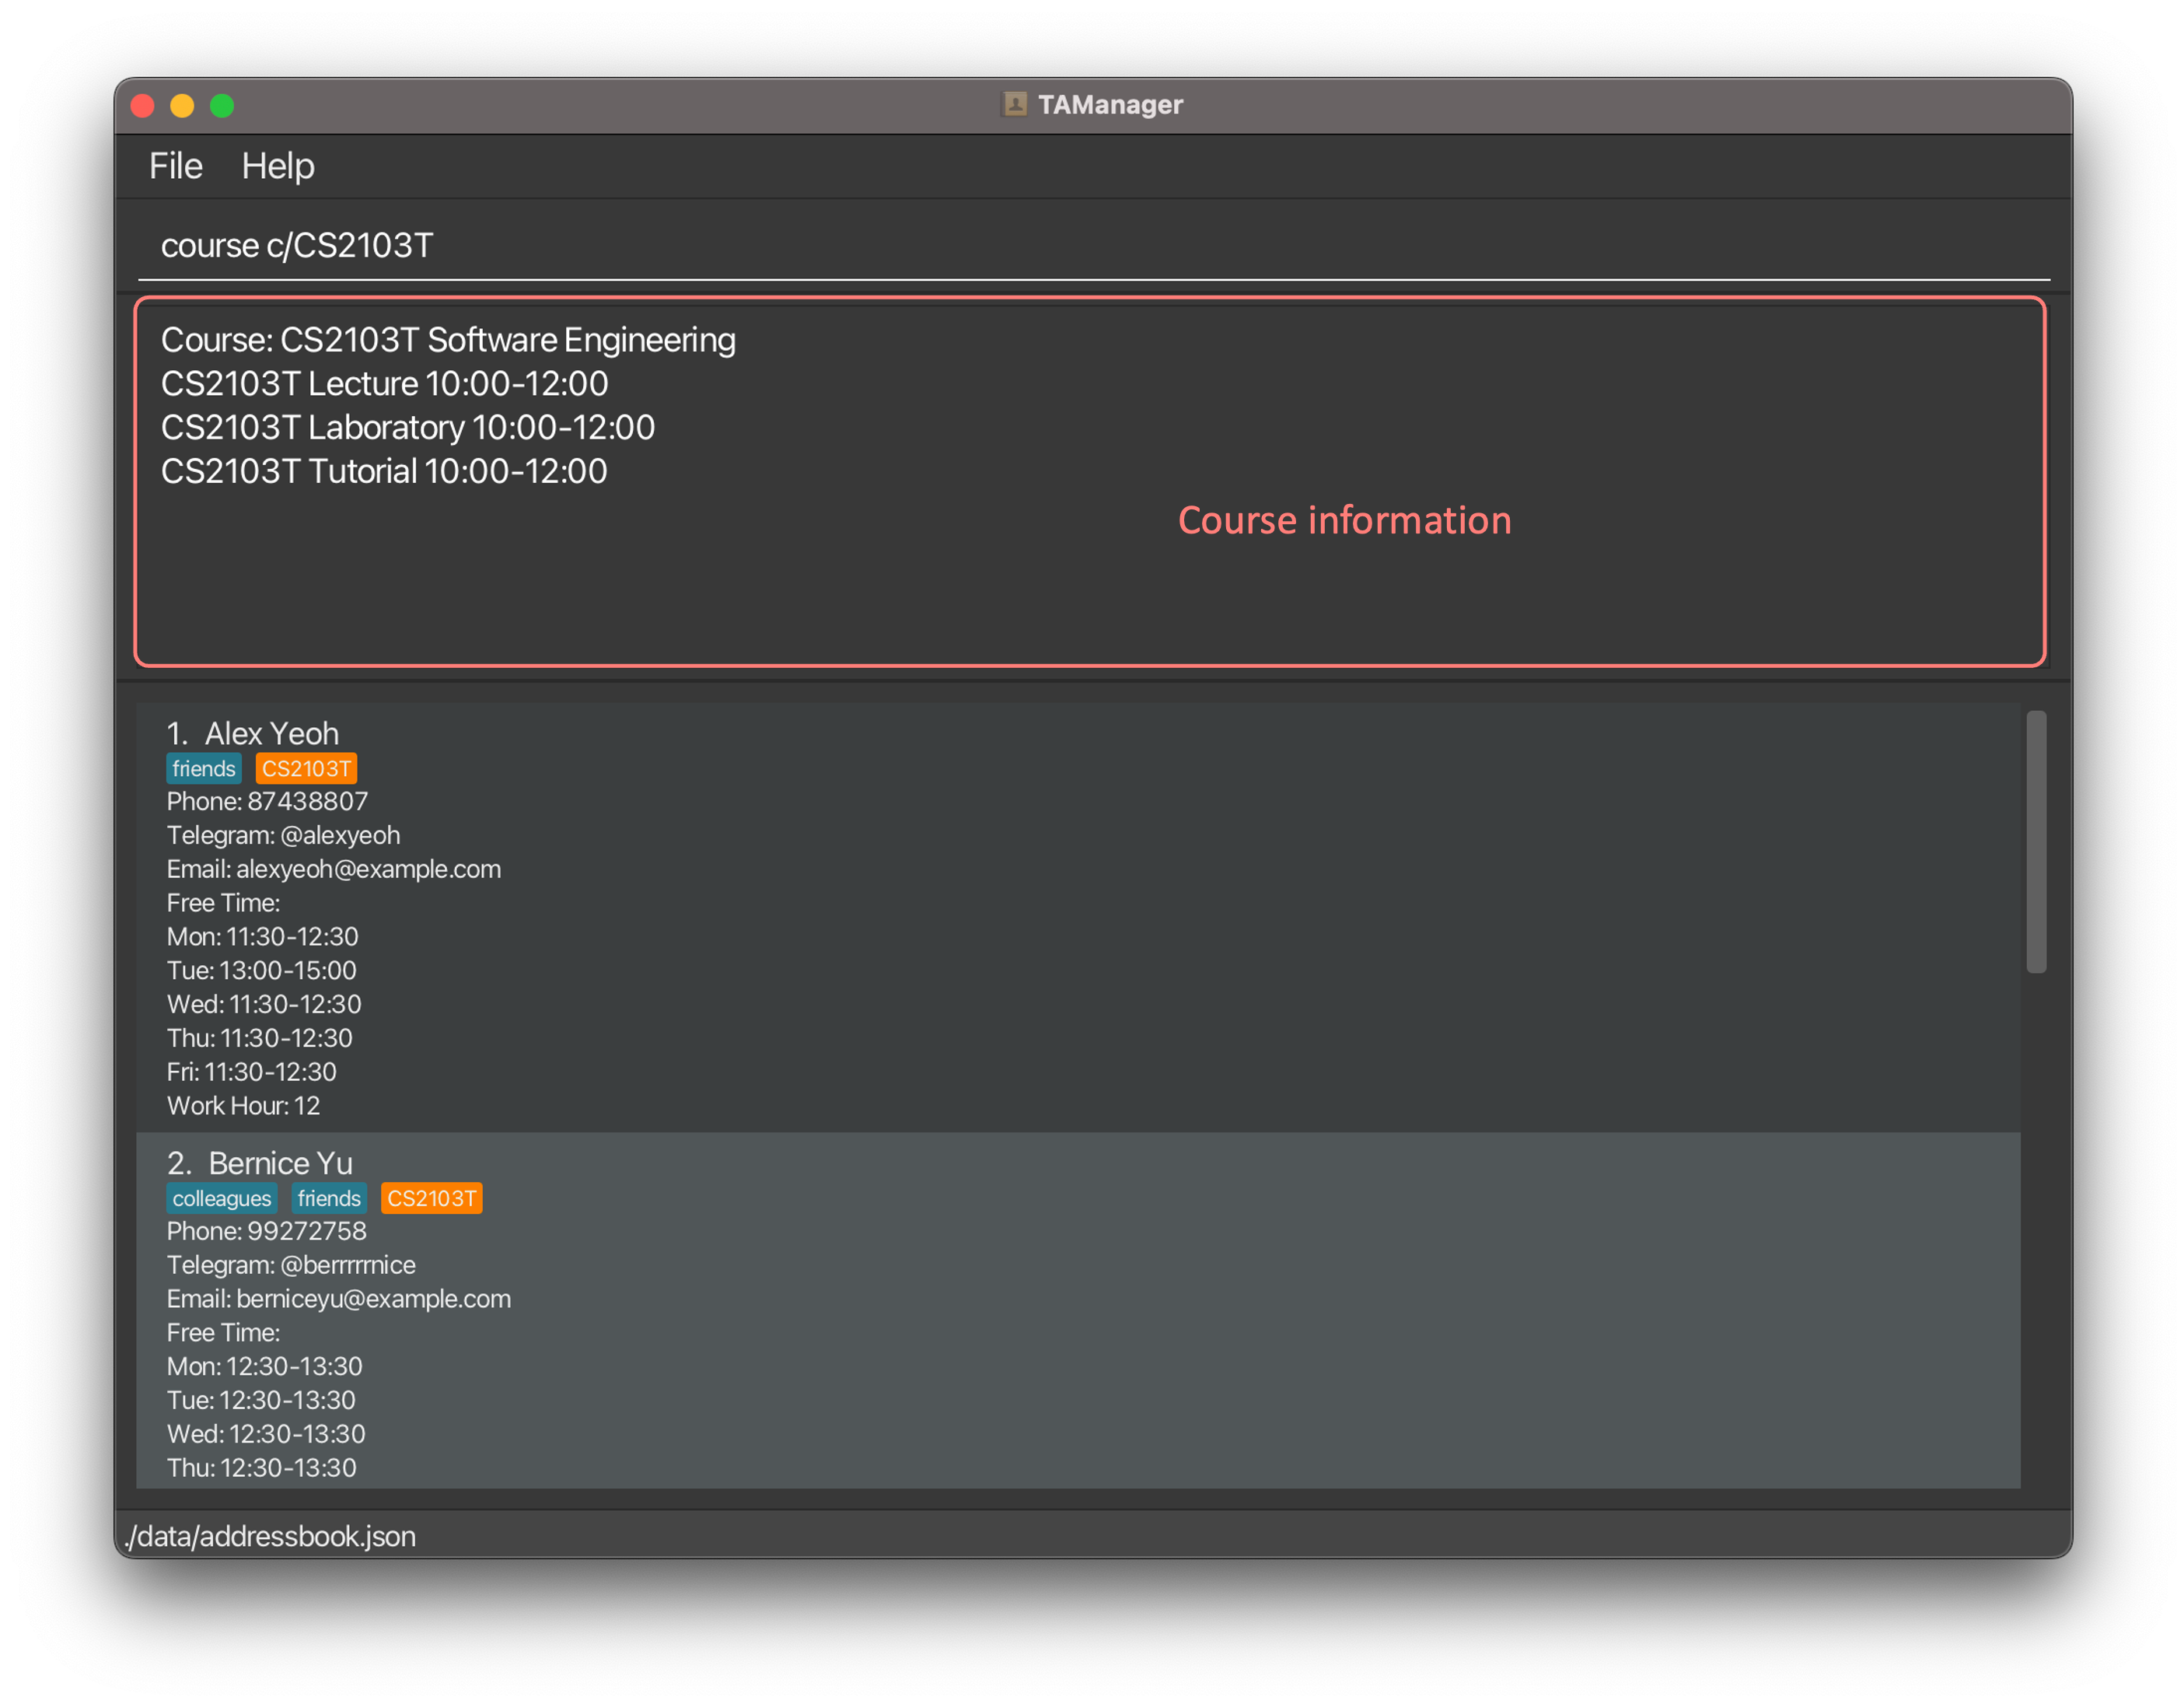 TAManager
File Help
course c/CS2103T
Course: CS2103T Software Engineering
CS2103T Lecture 10:00-12:00
CS2103T Laboratory 10:00-12:00
CS2103T Tutorial 10:00-12:00
Course information
1. Alex Yeoh
friends CS2103T
Phone: 87438807
Telegram: @alexyeoh
Email: alexyeoh@example.com
Free Time:
Mon: 11:30-12:30
Tue: 13:00-15:00
Wed: 11:30-12:30
Thu: 11:30-12:30
Fri: 11:30-12:30
Work Hour: 12
2. Bernice Yu
colleagues friends CS2103T
Phone: 99272758
Telegram: @berrrrrnice
Email: berniceyu@example.com
Free Time:
Mon: 12:30-13:30
Tue: 12:30-13:30
Wed: 12:30-13:30
Thu: 12:30-13:30
./data/addressbook.json